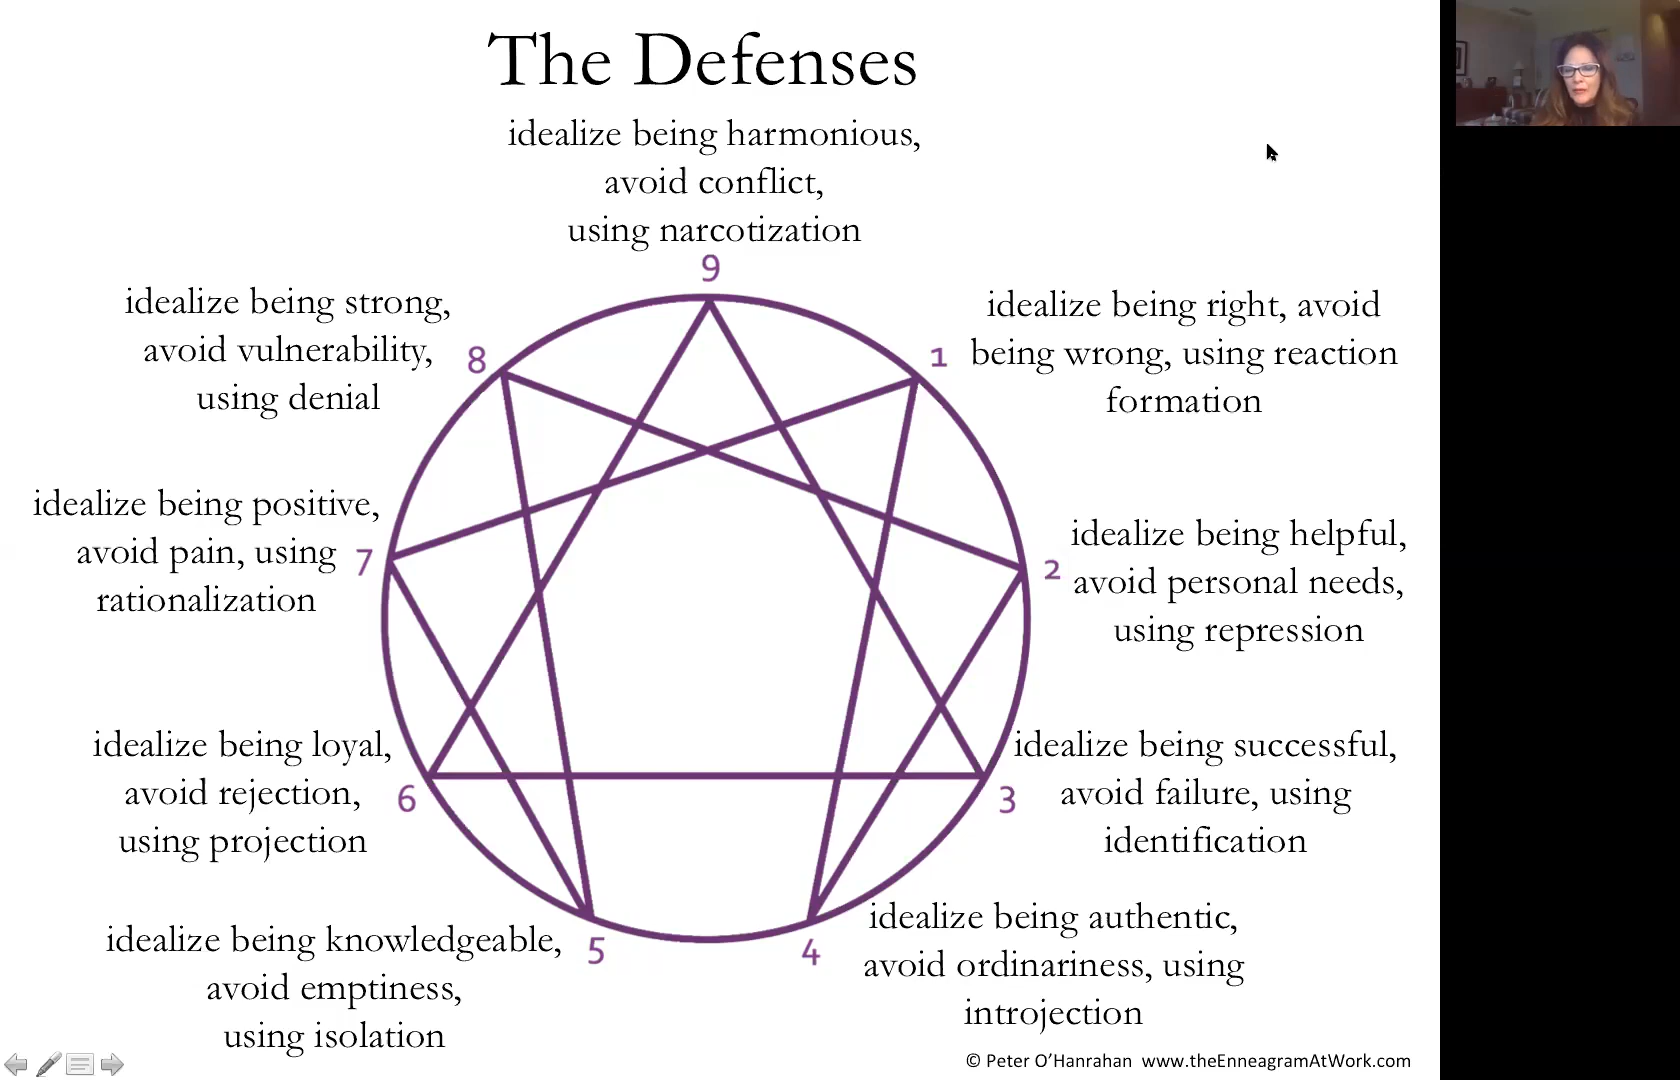 The Defenses
idealize being harmonious,
avoid conflict,
using narcotization
9
idealize being right, avoid
being wrong, using reaction
formation
1
idealize being helpful,
avoid personal needs,
using repression
2
idealize being successful,
avoid failure, using
identification
3
idealize being authentic,
avoid ordinariness, using
introjection
4
idealize being knowledgeable,
avoid emptiness,
using isolation
5
idealize being loyal,
avoid rejection,
using projection
6
idealize being positive,
avoid pain, using
rationalization
7
idealize being strong,
avoid vulnerability,
using denial
8
© Peter O’Hanrahan www.theEnneagramAtWork.com